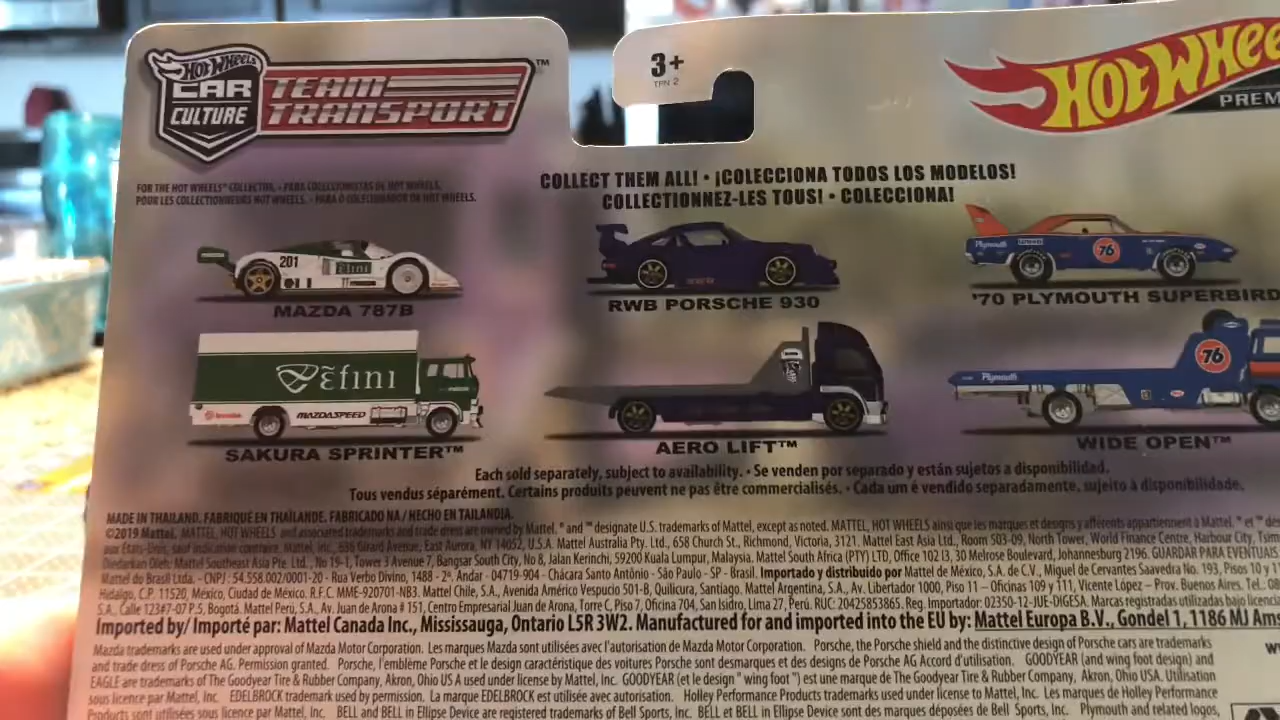 HOT WHEELS
CAR
CULTURE
TEAM
TRANSPORT™
3+
TPN 2
HOT WHEE
PREM
FOR THE HOT WHEELS® COLLECTOR. • PARA COLECCIONISTAS DE HOT WHEELS.
POUR LES COLLECTIONNEURS HOT WHEELS. • PARA O COLECIONADOR DE HOT WHEELS.
COLLECT THEM ALL! • ¡COLECCIONA TODOS LOS MODELOS!
COLLECTIONNEZ-LES TOUS! • COLECCIONA!
201
Efini
Plymouth
76
MAZDA 787B
RWB PORSCHE 930
'70 PLYMOUTH SUPERBIRD
ẽfini
brembo
MAZDASPEED
Plymouth
76
SAKURA SPRINTER™
AERO LIFT™
WIDE OPEN™
Each sold separately, subject to availability. • Se venden por separado y están sujetos a disponibilidad.
Tous vendus séparément. Certains produits peuvent ne pas être commercialisés. • Cada um é vendido separadamente, sujeito à disponibilidade.
MADE IN THAILAND. FABRIQUÉ EN THAÏLANDE. FABRICADO NA / HECHO EN TAILANDIA.
©2019 Mattel. MATTEL, HOT WHEELS and associated trademarks and trade dress are owned by Mattel. ® and ™ designate U.S. trademarks of Mattel, except as noted. MATTEL, HOT WHEELS ainsi que les marques et designs y afférents appartiennent à Mattel. ® et ™ dés
aux États-Unis, sauf indication contraire. Mattel, Inc., 636 Girard Avenue, East Aurora, NY 14052, U.S.A. Mattel Australia Pty. Ltd., 658 Church St., Richmond, Victoria, 3121. Mattel East Asia Ltd., Room 503-09, North Tower, World Finance Centre, Harbour City, Tsim
Diedarkan Oleh: Mattel Southeast Asia Pte. Ltd., No 19-1, Tower 3 Avenue 7, Bangsar South City, No 8, Jalan Kerinchi, 59200 Kuala Lumpur, Malaysia. Mattel South Africa (PTY) LTD, Office 102 I3, 30 Melrose Boulevard, Johannesburg 2196. GUARDAR PARA EVENTUAIS
Mattel do Brasil Ltda. - CNPJ : 54.558.002/0001-20 - Rua Verbo Divino, 1488 - 2º. Andar - 04719-904 - Chácara Santo Antônio - São Paulo - SP - Brasil. Importado y distribuido por Mattel de México, S.A. de C.V., Miguel de Cervantes Saavedra No. 193, Pisos 10 y 11
Hidalgo, C.P. 11520, México, Ciudad de México. R.F.C. MME-920701-NB3. Mattel Chile, S.A., Avenida Américo Vespucio 501-B, Quilicura, Santiago. Mattel Argentina, S.A., Av. Libertador 1000, Piso 11 – Oficinas 109 y 111, Vicente López – Prov. Buenos Aires. Tel.: 08
S.A., Calle 123#7-07 P.5, Bogotá. Mattel Perú, S.A., Av. Juan de Arona # 151, Centro Empresarial Juan de Arona, Torre C, Piso 7, Oficina 704, San Isidro, Lima 27, Perú. RUC: 20425853865. Reg. Importador: 02350-12-JUE-DIGESA. Marcas registradas utilizadas bajo licencia
Imported by/ Importé par: Mattel Canada Inc., Mississauga, Ontario L5R 3W2. Manufactured for and imported into the EU by: Mattel Europa B.V., Gondel 1, 1186 MJ Ams
Mazda trademarks are used under approval of Mazda Motor Corporation. Les marques Mazda sont utilisées avec l'autorisation de Mazda Motor Corporation. Porsche, the Porsche shield and the distinctive design of Porsche cars are trademarks
and trade dress of Porsche AG. Permission granted. Porsche, l'emblème Porsche et le design caractéristique des voitures Porsche sont desmarques et des designs de Porsche AG Accord d'utilisation. GOODYEAR (and wing foot design) and
EAGLE are trademarks of The Goodyear Tire & Rubber Company, Akron, Ohio US A used under license by Mattel, Inc. GOODYEAR (et le design " wing foot ") est une marque de The Goodyear Tire & Rubber Company, Akron, Ohio, USA. Utilisation
sous licence par Mattel, Inc. EDELBROCK trademark used by permission. La marque EDELBROCK est utilisée avec autorisation. Holley Performance Products trademarks used under license to Mattel, Inc. Les marques de Holley Performance
Products sont utilisées sous licence par Mattel, Inc. BELL and BELL in Ellipse Device are registered trademarks of Bell Sports, Inc. BELL et BELL in Ellipse Device sont des marques déposées de Bell Sports, Inc. Plymouth and related logos,